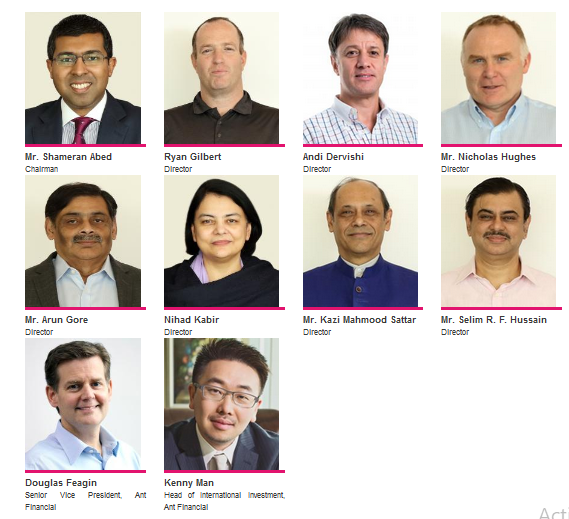 Mr. Shameran Abed
Chairman
Ryan Gilbert
Director
Andi Dervishi
Director
Mr. Nicholas Hughes
Director
Mr. Arun Gore
Director
Nihad Kabir
Director
Mr. Kazi Mahmood Sattar
Director
Mr. Selim R. F. Hussain
Director
Douglas Feagin
Senior Vice President, Ant
Financial
Kenny Man
Head of International Investment,
Ant Financial
Acti